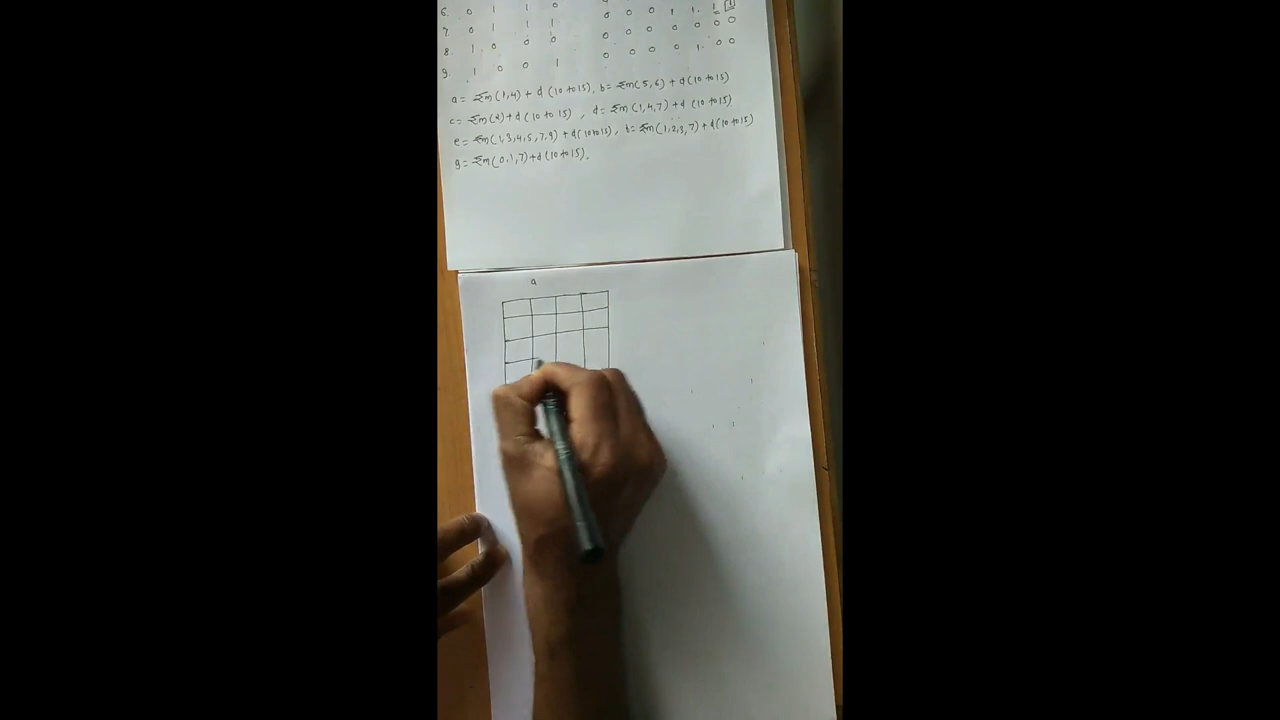 6. 0 1 1 0 0 0 0 1 1. 1 1
7. 0 1 1 1 0 0 0 0 0 0 0
8. 1 0 0 0 0 0 0 0 1. 0 0
9. 1 0 0 1
a = Σm(1,4) + d (10 to 15), b = Σm(5,6) + d (10 to 15)
c = Σm(2) + d (10 to 15) , d = Σm(1,4,7) + d (10 to 15)
e = Σm(1,3,4,5,7,9) + d(10 to 15), f = Σm(1,2,3,7) + d(10 to 15)
g = Σm(0,1,7) + d(10 to 15).
a